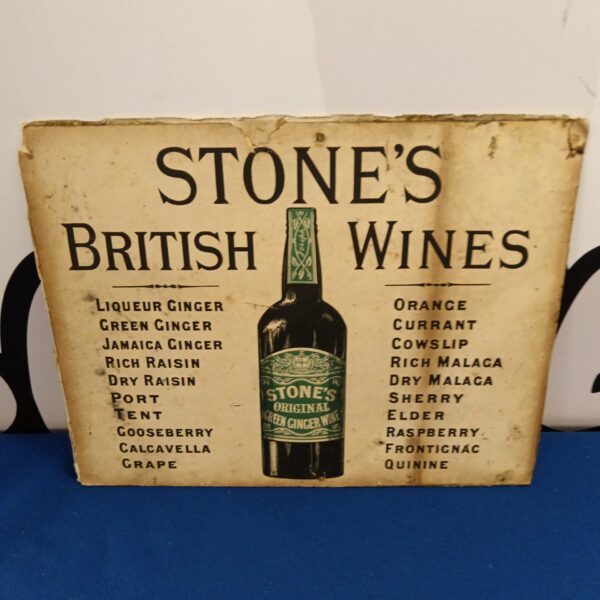 STONE'S
BRITISH WINES
LIQUEUR GINGER
GREEN GINGER
JAMAICA GINGER
RICH RAISIN
DRY RAISIN
PORT
TENT
GOOSEBERRY
CALCAVELLA
GRAPE
STONE'S
ORIGINAL
GREEN GINGER WINE
ORANGE
CURRANT
COWSLIP
RICH MALAGA
DRY MALAGA
SHERRY
ELDER
RASPBERRY
FRONTIGNAC
QUININE